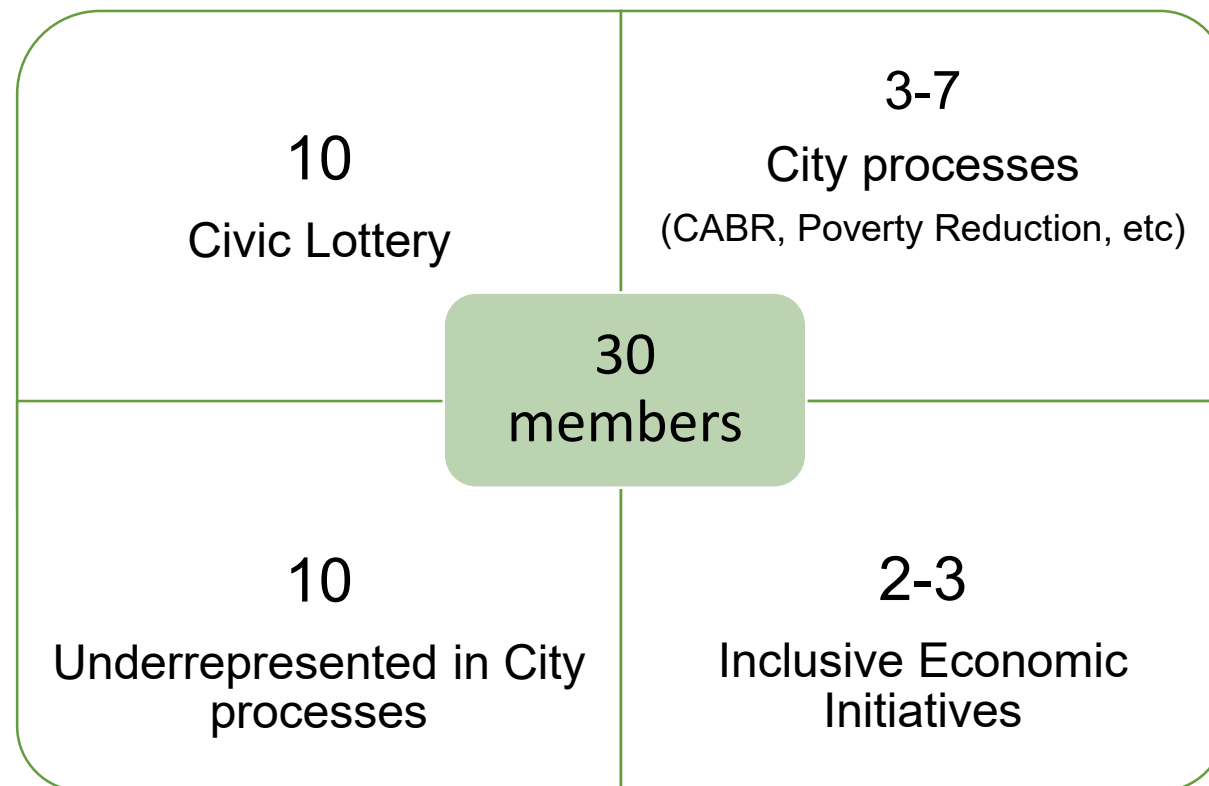 10
Civic Lottery
3-7
City processes
(CABR, Poverty Reduction, etc)
30
members
10
Underrepresented in City
processes
2-3
Inclusive Economic
Initiatives